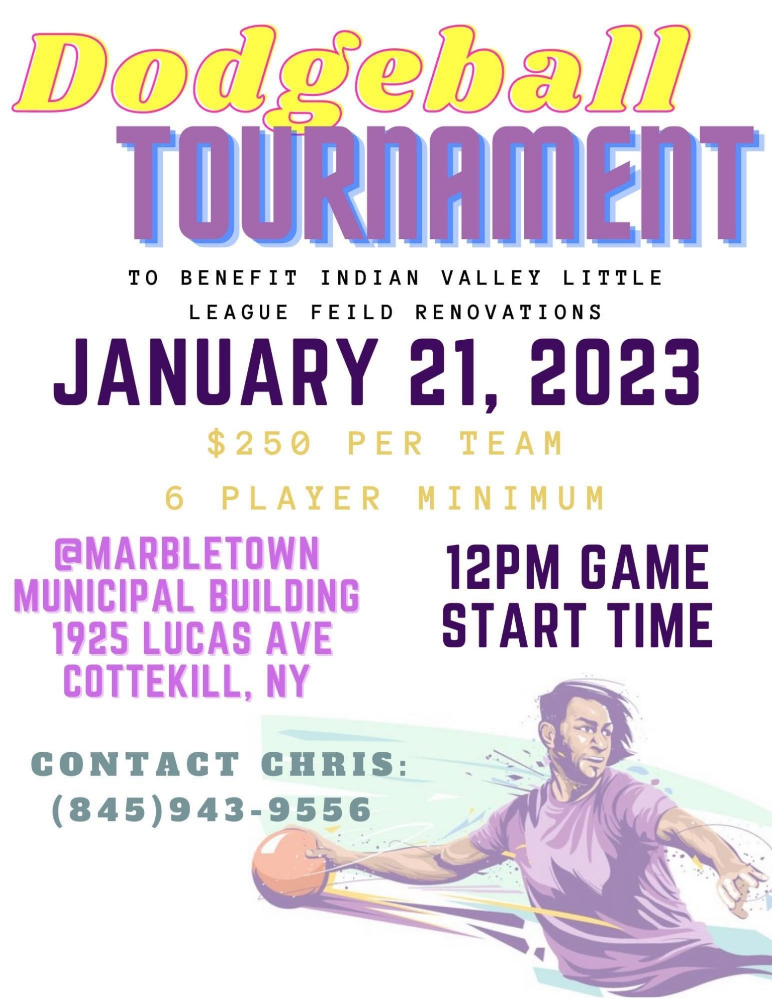 Dodgeball
TOURNAMENT
TO BENEFIT INDIAN VALLEY LITTLE
LEAGUE FEILD RENOVATIONS
JANUARY 21, 2023
$250 PER TEAM
6 PLAYER MINIMUM
@MARBLETOWN
MUNICIPAL BUILDING
1925 LUCAS AVE
COTTEKILL, NY
12PM GAME
START TIME
CONTACT CHRIS:
(845)943-9556